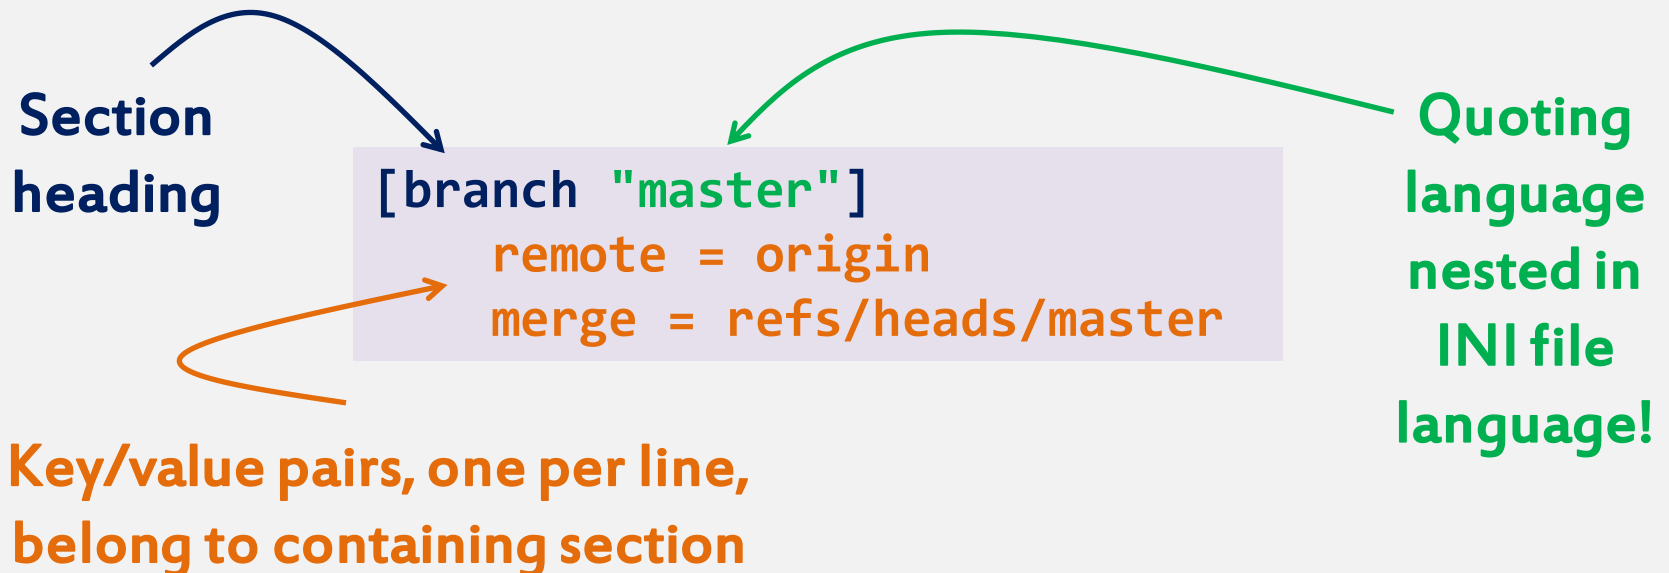 Section
heading
[branch "master"]
remote = origin
merge = refs/heads/master
Quoting
language
nested in
INI file
language!
Key/value pairs, one per line,
belong to containing section